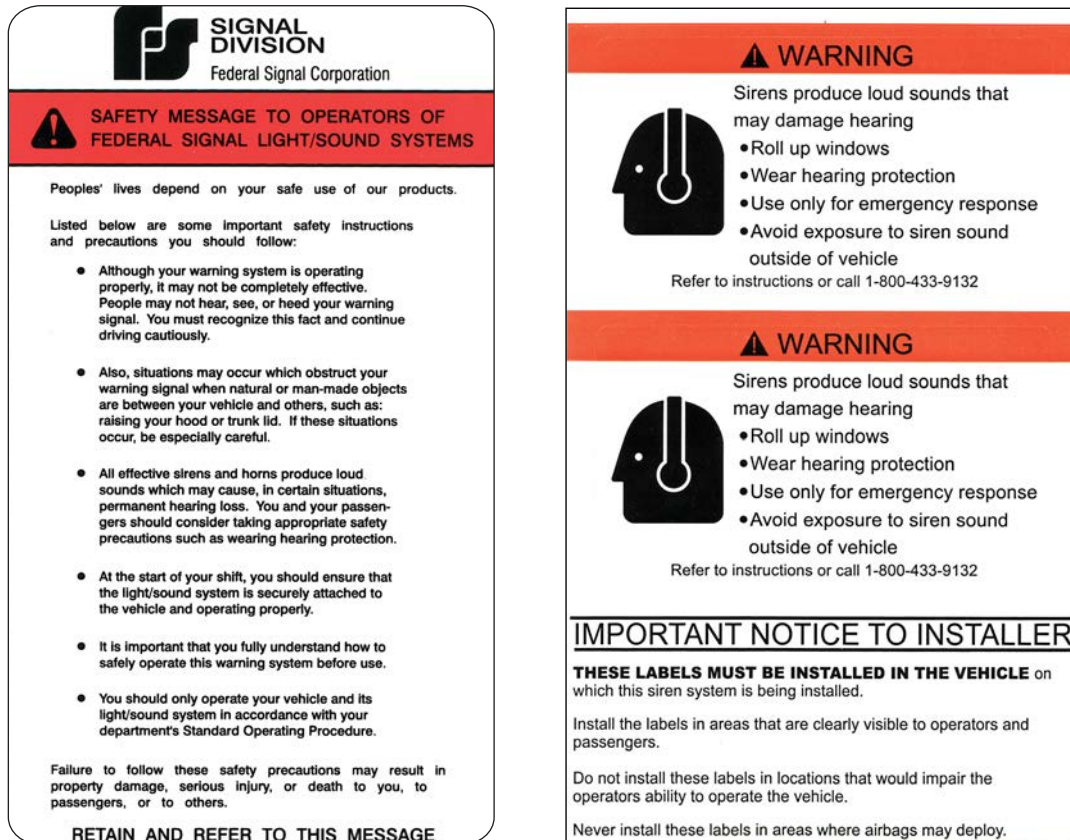 SIGNAL
DIVISION
Federal Signal Corporation
SAFETY MESSAGE TO OPERATORS OF
FEDERAL SIGNAL LIGHT/SOUND SYSTEMS
Peoples' lives depend on your safe use of our products.
Listed below are some important safety instructions
and precautions you should follow:
● Although your warning system is operating
properly, it may not be completely effective.
People may not hear, see, or heed your warning
signal. You must recognize this fact and continue
driving cautiously.
● Also, situations may occur which obstruct your
warning signal when natural or man-made objects
are between your vehicle and others, such as:
raising your hood or trunk lid. If these situations
occur, be especially careful.
● All effective sirens and horns produce loud
sounds which may cause, in certain situations,
permanent hearing loss. You and your passen-
gers should consider taking appropriate safety
precautions such as wearing hearing protection.
● At the start of your shift, you should ensure that
the light/sound system is securely attached to
the vehicle and operating properly.
● It is important that you fully understand how to
safely operate this warning system before use.
● You should only operate your vehicle and its
light/sound system in accordance with your
department's Standard Operating Procedure.
Failure to follow these safety precautions may result in
property damage, serious injury, or death to you, to
passengers, or to others.
RETAIN AND REFER TO THIS MESSAGE
WARNING
Sirens produce loud sounds that
may damage hearing
●Roll up windows
●Wear hearing protection
●Use only for emergency response
●Avoid exposure to siren sound
outside of vehicle
Refer to instructions or call 1-800-433-9132
WARNING
Sirens produce loud sounds that
may damage hearing
●Roll up windows
●Wear hearing protection
●Use only for emergency response
●Avoid exposure to siren sound
outside of vehicle
Refer to instructions or call 1-800-433-9132
IMPORTANT NOTICE TO INSTALLER
THESE LABELS MUST BE INSTALLED IN THE VEHICLE on
which this siren system is being installed.
Install the labels in areas that are clearly visible to operators and
passengers.
Do not install these labels in locations that would impair the
operators ability to operate the vehicle.
Never install these labels in areas where airbags may deploy.